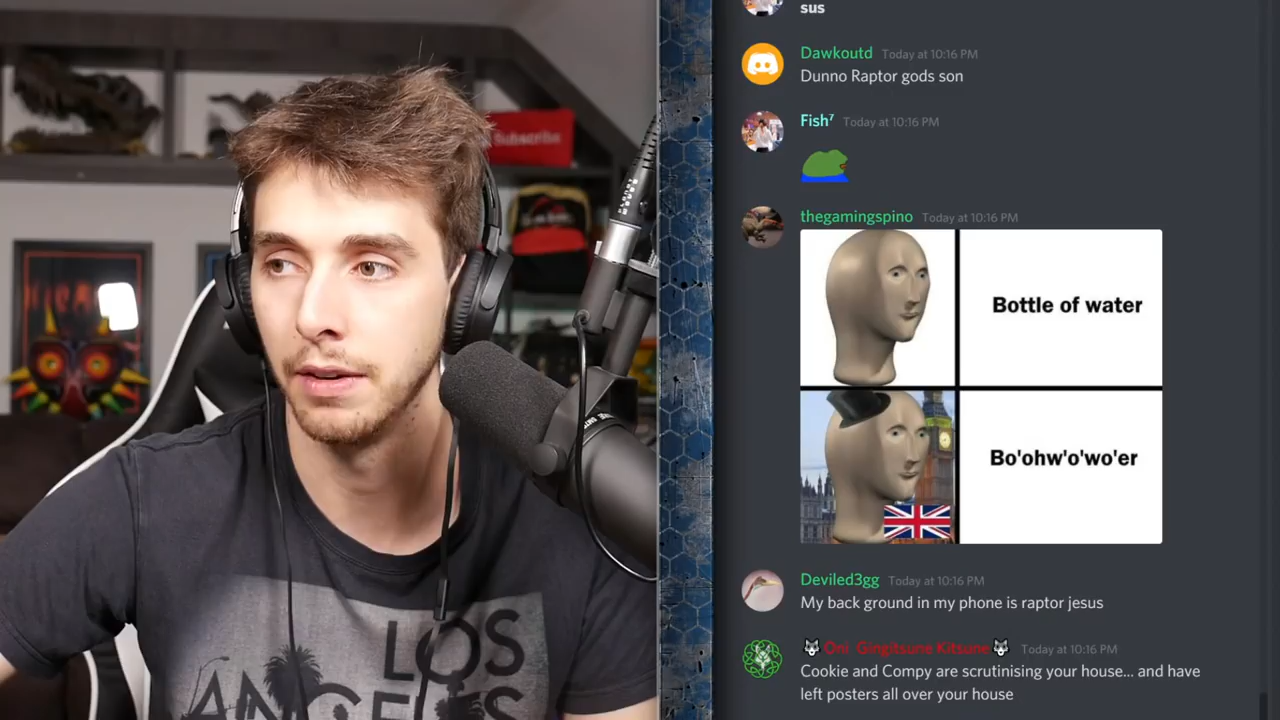 Subscribe
LOS
ANGELES
sus
Dawkoutd Today at 10:16 PM
Dunno Raptor gods son
Fish⁷ Today at 10:16 PM
thegamingspino Today at 10:16 PM
Bottle of water
Bo'ohw'o'wo'er
Deviled3gg Today at 10:16 PM
My back ground in my phone is raptor jesus
Oni Gingitsune Kitsune Today at 10:16 PM
Cookie and Compy are scrutinising your house... and have
left posters all over your house